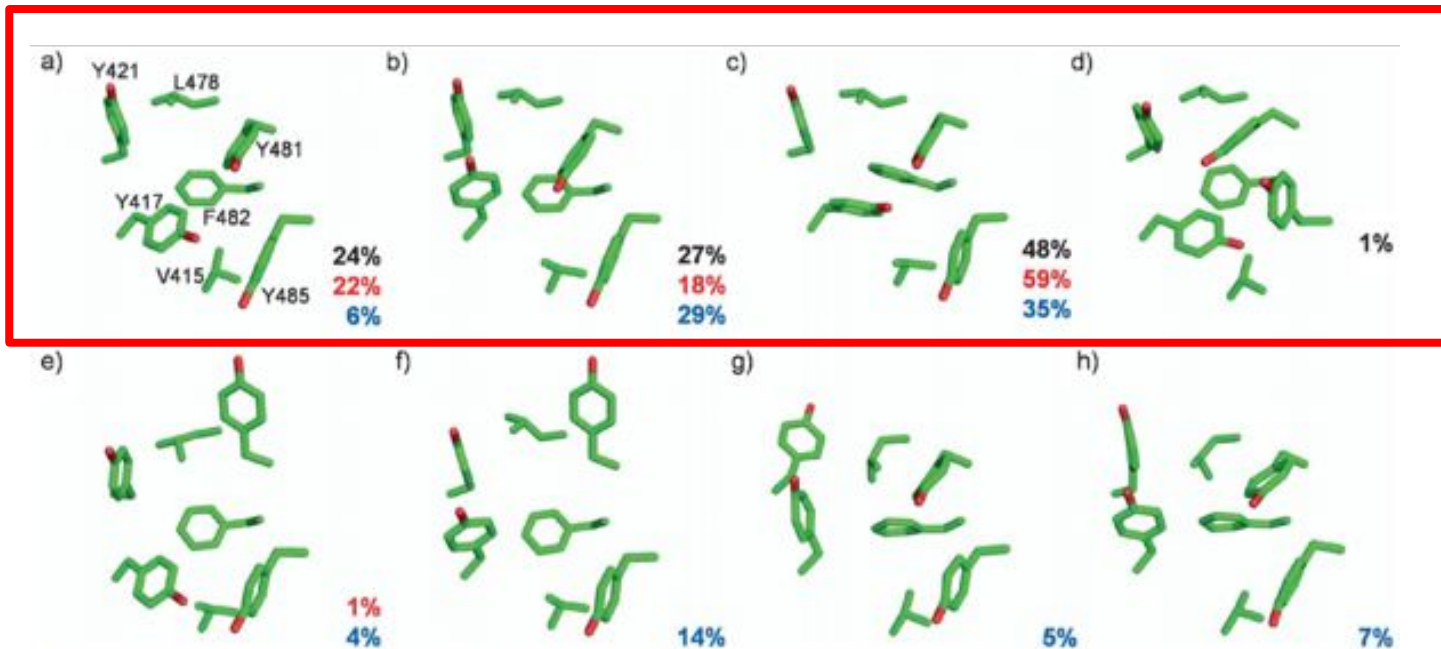 a) b) c) d)
Y421
L478
Y481
Y417
F482
V415
Y485
24%
22%
6%
27%
18%
29%
48%
59%
35%
1%
e) f) g) h)
1%
4%
14%
5%
7%